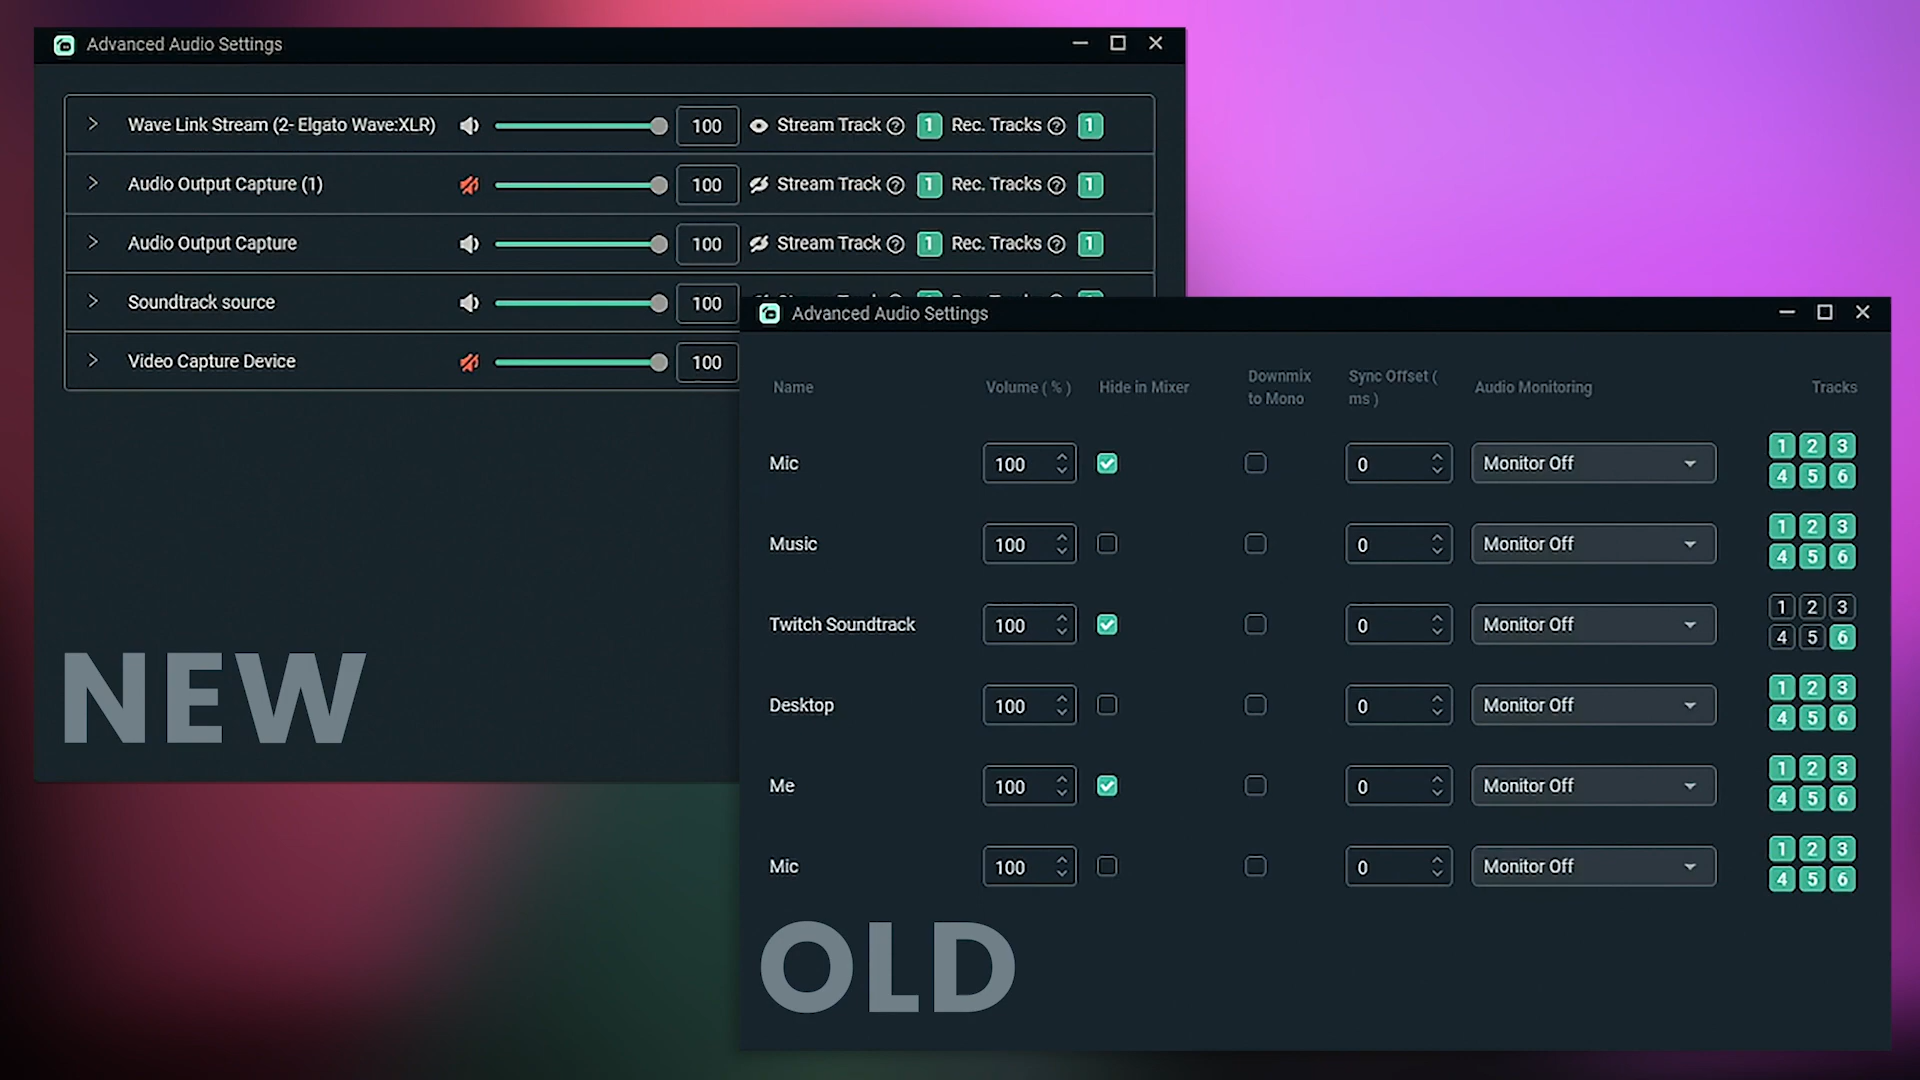 Advanced Audio Settings
Wave Link Stream (2- Elgato Wave:XLR) 100 Stream Track ? 1 Rec. Tracks ? 1
Audio Output Capture (1) 100 Stream Track ? 1 Rec. Tracks ? 1
Audio Output Capture 100 Stream Track ? 1 Rec. Tracks ? 1
Soundtrack source 100
Video Capture Device 100
NEW
Advanced Audio Settings
Name Volume ( % ) Hide in Mixer Downmix to Mono Sync Offset ( ms ) Audio Monitoring Tracks
Mic 100 0 Monitor Off 1 2 3
4 5 6
Music 100 0 Monitor Off 1 2 3
4 5 6
Twitch Soundtrack 100 0 Monitor Off 1 2 3
4 5 6
Desktop 100 0 Monitor Off 1 2 3
4 5 6
Me 100 0 Monitor Off 1 2 3
4 5 6
Mic 100 0 Monitor Off 1 2 3
4 5 6
OLD